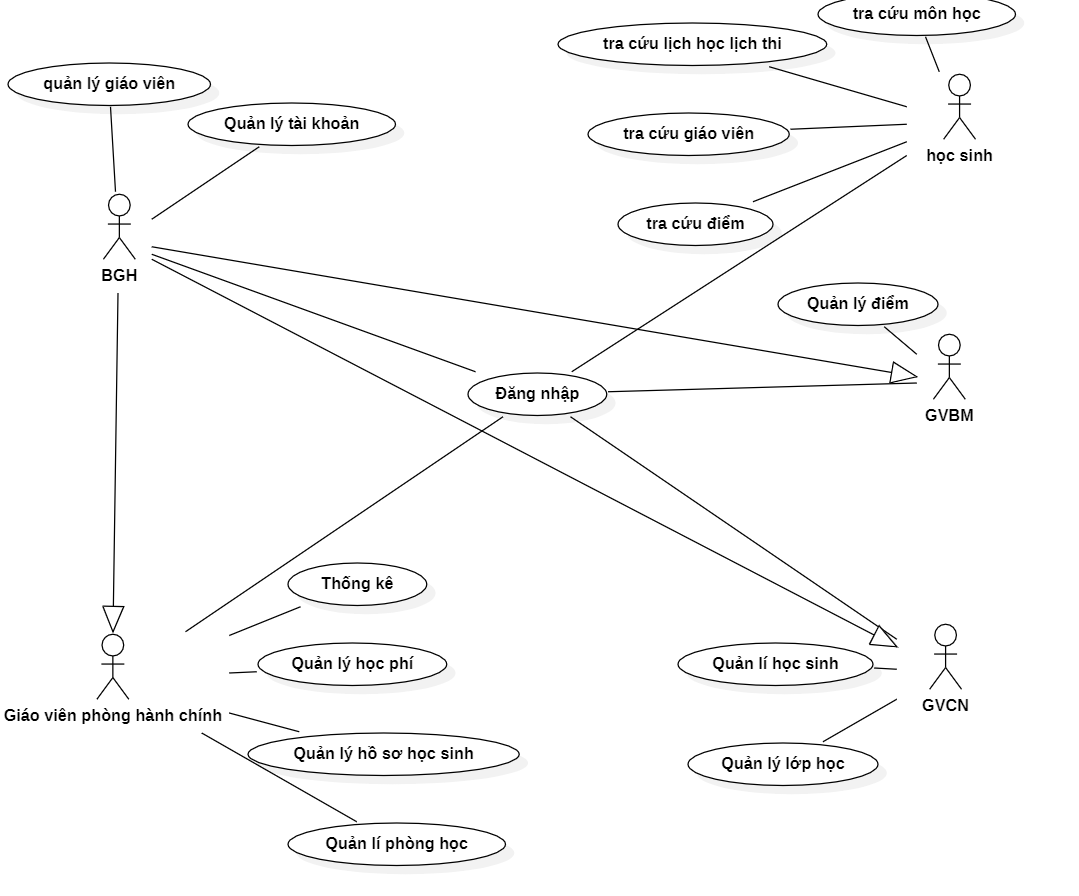 tra cứu môn học
tra cứu lịch học lịch thi
quản lý giáo viên
Quản lý tài khoản
tra cứu giáo viên
học sinh
tra cứu điểm
BGH
Quản lý điểm
Đăng nhập
GVBM
Thống kê
Quản lý học phí
Quản lí học sinh
GVCN
Giáo viên phòng hành chính
Quản lý hồ sơ học sinh
Quản lý lớp học
Quản lí phòng học